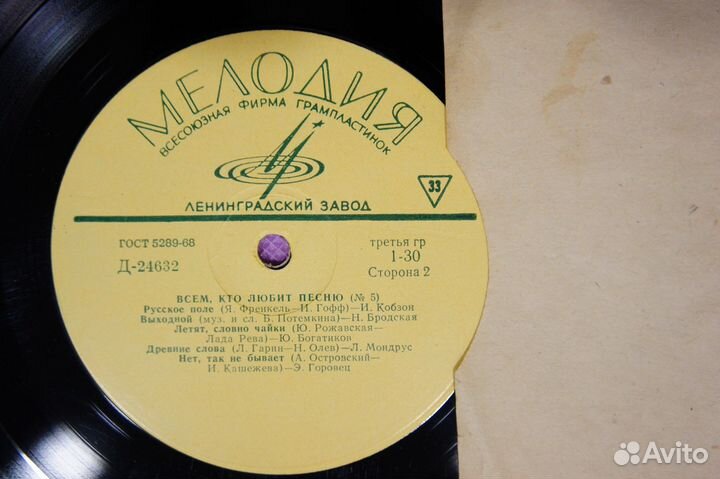 МЕЛОДИЯ
ВСЕСОЮЗНАЯ ФИРМА ГРАМПЛАСТИНОК
ЛЕНИНГРАДСКИЙ ЗАВОД
33
ГОСТ 5289-68
Д-24632
третья гр
1-30
Сторона 2
ВСЕМ, КТО ЛЮБИТ ПЕСНЮ (№ 5)
Русское поле (Я. Френкель—И. Гофф)—И. Кобзон
Выходной (муз. и сл. Б. Потемкина)—Н. Бродская
Летят, словно чайки (Ю. Рожавская—
Лада Рева)—Ю. Богатиков
Древние слова (Л. Гарин—Н. Олев)—Л. Мондрус
Нет, так не бывает (А. Островский—
И. Кашежева)—Э. Горовец
Avito